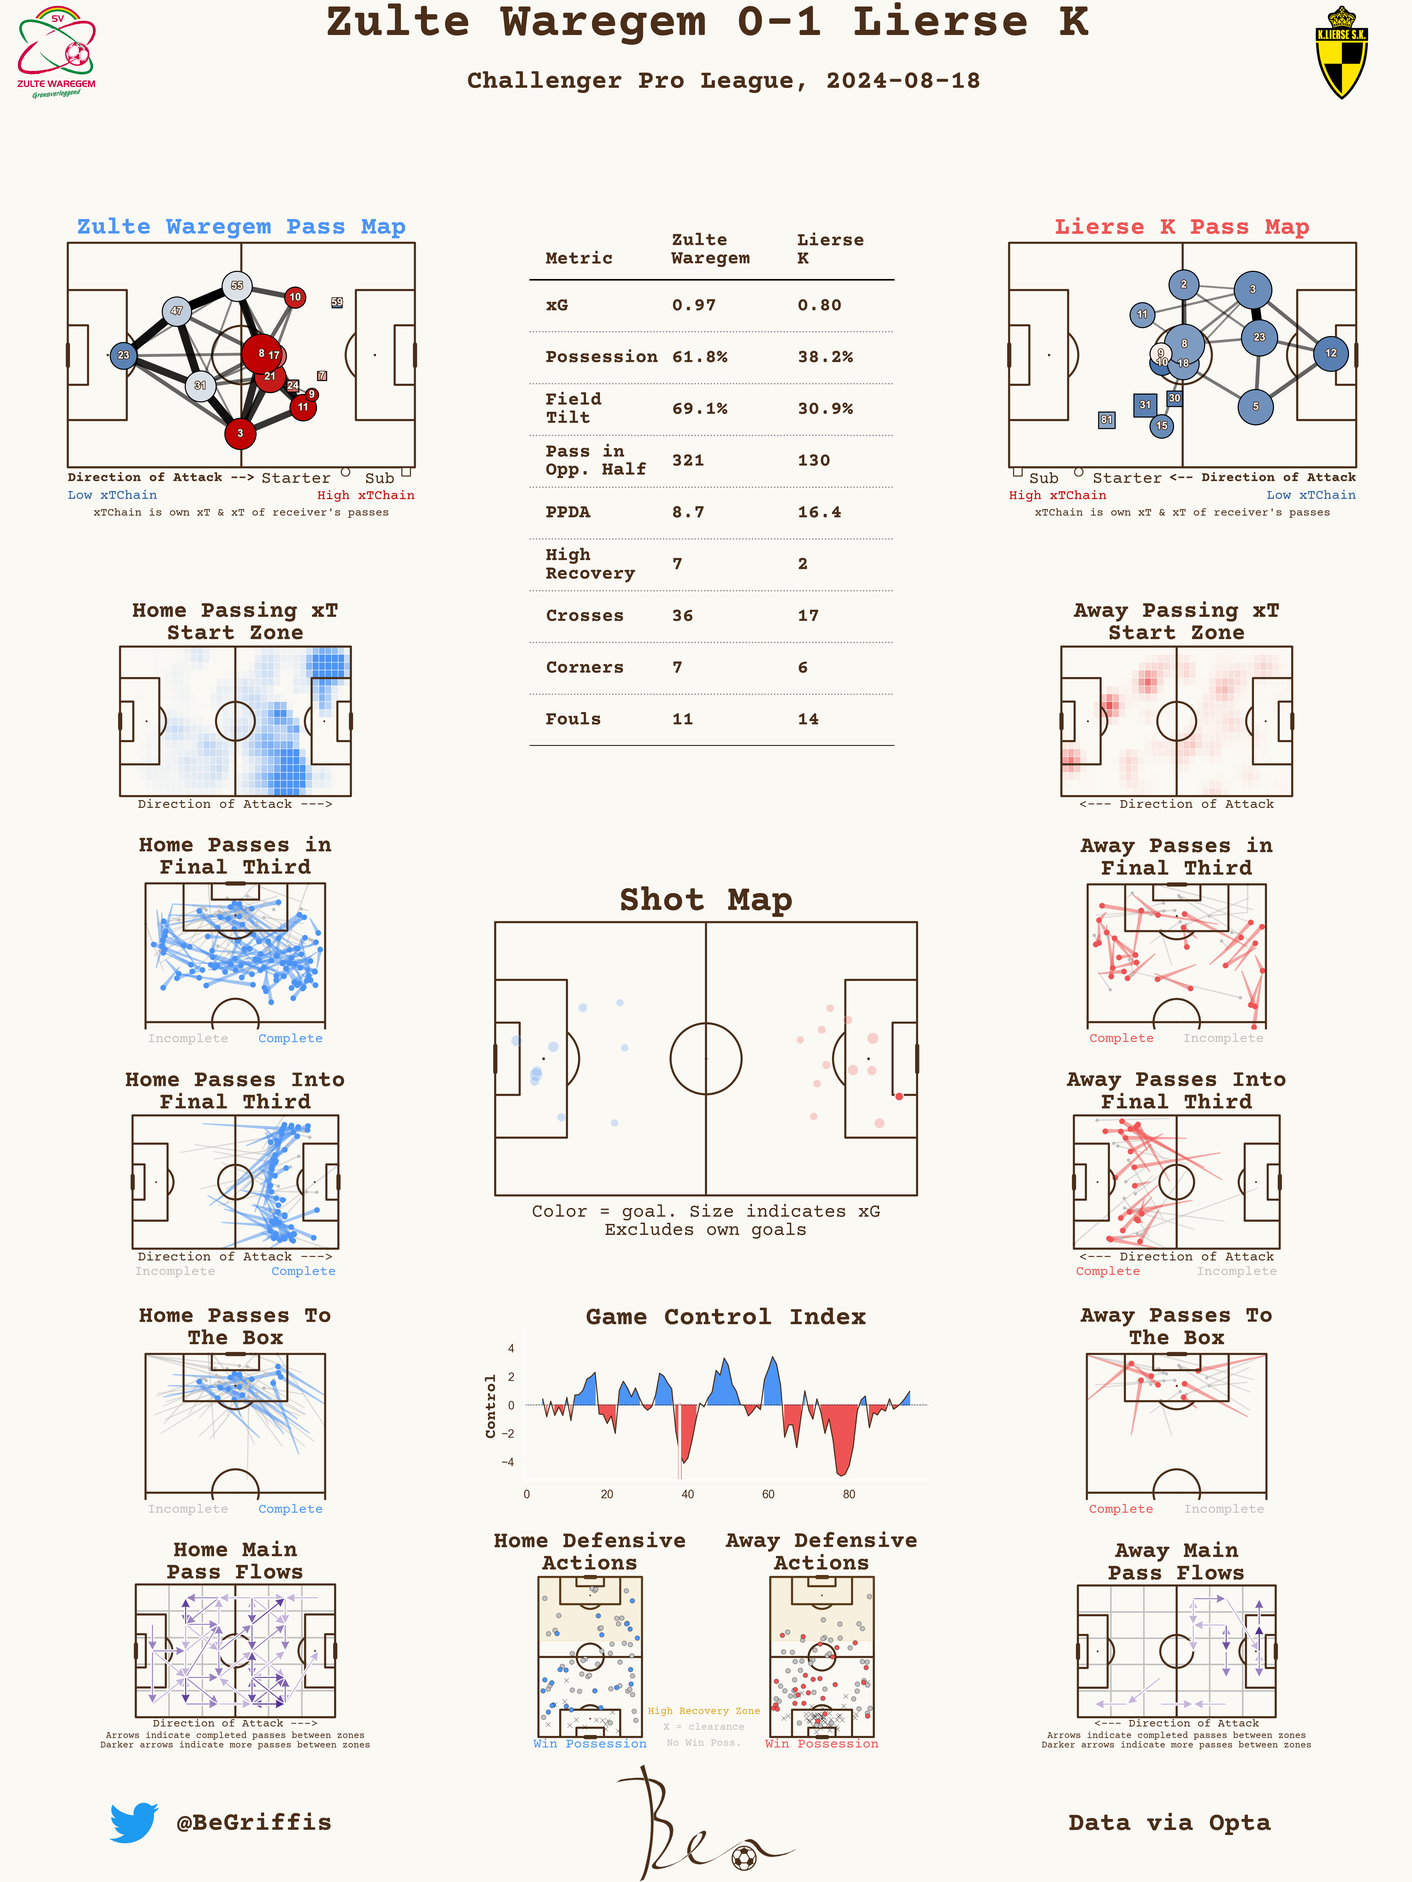 Zulte Waregem 0-1 Lierse K
Challenger Pro League, 2024-08-18
SV
ZULTE WAREGEM
Grensverleggend
K.LIERSE S.K.
Zulte Waregem Pass Map
55
10
59
47
23
8
17
21
24
7
31
9
11
3
Direction of Attack --> Starter Sub
Low xTChain High xTChain
xTChain is own xT & xT of receiver's passes
Metric Zulte Waregem Lierse K
xG 0.97 0.80
Possession 61.8% 38.2%
Field Tilt 69.1% 30.9%
Pass in Opp. Half 321 130
PPDA 8.7 16.4
High Recovery 7 2
Crosses 36 17
Corners 7 6
Fouls 11 14
Lierse K Pass Map
2
3
11
8
23
9
10
18
12
31
30
5
81
15
Sub Starter <-- Direction of Attack
High xTChain Low xTChain
xTChain is own xT & xT of receiver's passes
Home Passing xT
Start Zone
Direction of Attack --->
Away Passing xT
Start Zone
<--- Direction of Attack
Home Passes in
Final Third
Incomplete Complete
Away Passes in
Final Third
Complete Incomplete
Shot Map
Color = goal. Size indicates xG
Excludes own goals
Home Passes Into
Final Third
Direction of Attack --->
Incomplete Complete
Away Passes Into
Final Third
<--- Direction of Attack
Complete Incomplete
Home Passes To
The Box
Incomplete Complete
Game Control Index
Control
4
2
0
−2
−4
0 20 40 60 80
Away Passes To
The Box
Complete Incomplete
Home Main
Pass Flows
Direction of Attack --->
Arrows indicate completed passes between zones
Darker arrows indicate more passes between zones
Home Defensive
Actions
Win Possession
High Recovery Zone
X = clearance
No Win Poss.
Away Defensive
Actions
Win Possession
Away Main
Pass Flows
<--- Direction of Attack
Arrows indicate completed passes between zones
Darker arrows indicate more passes between zones
@BeGriffis
Ben
Data via Opta